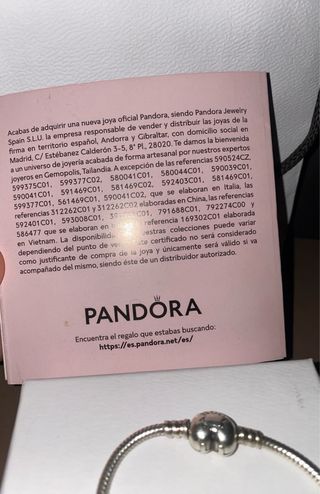 Acabas de adquirir una nueva joya oficial Pandora, siendo Pandora Jewelry
Spain S.L.U. la empresa responsable de vender y distribuir las joyas de la
firma en territorio español, Andorra y Gibraltar, con domicilio social en
Madrid, C/ Estébanez Calderón 3-5, 8ª Pl., 28020. Te damos la bienvenida
a un universo de joyería acabada de forma artesanal por nuestros expertos
joyeros en Gemopolis, Tailandia. A excepción de las referencias 590524CZ,
599375C01, 599377C02, 580041C01, 580044C01, 590039C01,
590041C01, 591469C01, 581469C02, 592403C01, 581469C01,
599377C01, 561469C01, 590041C02, que se elaboran en Italia, las
referencias 312262C01 y 312262C02 elaboradas en China, las referencias
592401C01, 593008C01, 791688C01, 792274C00 y
586477 que se elaboran en referencia 169302C01 elaborada
en Vietnam. La disponibilidad estras colecciones puede variar
dependiendo del punto de ve certificado no será considerado
como justificante de compra de la joya y únicamente será válido si va
acompañado del mismo, siendo éste de un distribuidor autorizado.
PANDORA
Encuentra el regalo que estabas buscando:
https://es.pandora.net/es/